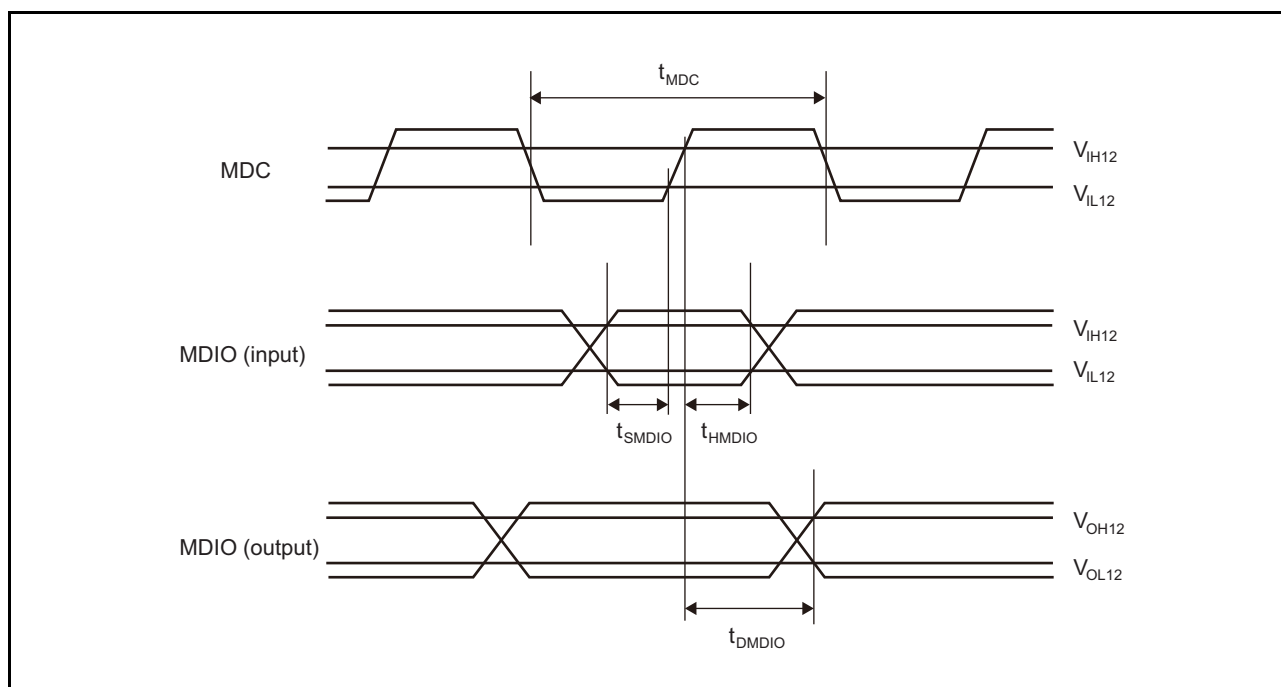 tMDC
MDC
VIH12
VIL12
MDIO (input)
VIH12
VIL12
tSMDIO
tHMDIO
MDIO (output)
VOH12
VOL12
tDMDIO